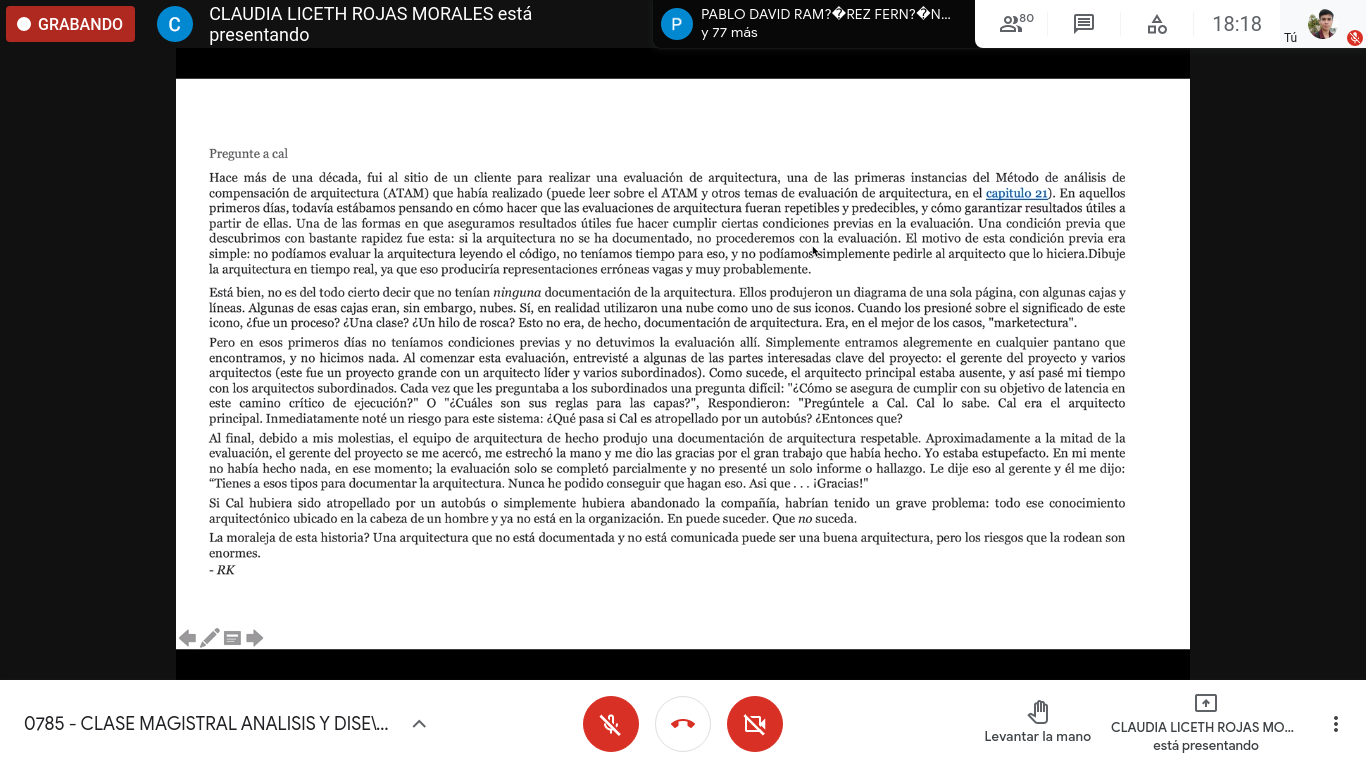 GRABANDO
C
CLAUDIA LICETH ROJAS MORALES está
presentando
P
PABLO DAVID RAM?�REZ FERN?�N...
y 77 más
80
18:18
Tú
Pregunte a cal
Hace más de una década, fui al sitio de un cliente para realizar una evaluación de arquitectura, una de las primeras instancias del Método de análisis de
compensación de arquitectura (ATAM) que había realizado (puede leer sobre el ATAM y otros temas de evaluación de arquitectura, en el capitulo 21). En aquellos
primeros días, todavía estábamos pensando en cómo hacer que las evaluaciones de arquitectura fueran repetibles y predecibles, y cómo garantizar resultados útiles a
partir de ellas. Una de las formas en que aseguramos resultados útiles fue hacer cumplir ciertas condiciones previas en la evaluación. Una condición previa que
descubrimos con bastante rapidez fue esta: si la arquitectura no se ha documentado, no procederemos con la evaluación. El motivo de esta condición previa era
simple: no podíamos evaluar la arquitectura leyendo el código, no teníamos tiempo para eso, y no podíamos simplemente pedirle al arquitecto que lo hiciera.Dibuje
la arquitectura en tiempo real, ya que eso produciría representaciones erróneas vagas y muy probablemente.
Está bien, no es del todo cierto decir que no tenían ninguna documentación de la arquitectura. Ellos produjeron un diagrama de una sola página, con algunas cajas y
líneas. Algunas de esas cajas eran, sin embargo, nubes. Sí, en realidad utilizaron una nube como uno de sus iconos. Cuando los presioné sobre el significado de este
icono, ¿fue un proceso? ¿Una clase? ¿Un hilo de rosca? Esto no era, de hecho, documentación de arquitectura. Era, en el mejor de los casos, "marketectura".
Pero en esos primeros días no teníamos condiciones previas y no detuvimos la evaluación allí. Simplemente entramos alegremente en cualquier pantano que
encontramos, y no hicimos nada. Al comenzar esta evaluación, entrevisté a algunas de las partes interesadas clave del proyecto: el gerente del proyecto y varios
arquitectos (este fue un proyecto grande con un arquitecto líder y varios subordinados). Como sucede, el arquitecto principal estaba ausente, y así pasé mi tiempo
con los arquitectos subordinados. Cada vez que les preguntaba a los subordinados una pregunta difícil: "¿Cómo se asegura de cumplir con su objetivo de latencia en
este camino crítico de ejecución?" O "¿Cuáles son sus reglas para las capas?", Respondieron: "Pregúntele a Cal. Cal lo sabe. Cal era el arquitecto
principal. Inmediatamente noté un riesgo para este sistema: ¿Qué pasa si Cal es atropellado por un autobús? ¿Entonces que?
Al final, debido a mis molestias, el equipo de arquitectura de hecho produjo una documentación de arquitectura respetable. Aproximadamente a la mitad de la
evaluación, el gerente del proyecto se me acercó, me estrechó la mano y me dio las gracias por el gran trabajo que había hecho. Yo estaba estupefacto. En mi mente
no había hecho nada, en ese momento; la evaluación solo se completó parcialmente y no presenté un solo informe o hallazgo. Le dije eso al gerente y él me dijo:
“Tienes a esos tipos para documentar la arquitectura. Nunca he podido conseguir que hagan eso. Asi que . . . ¡Gracias!"
Si Cal hubiera sido atropellado por un autobús o simplemente hubiera abandonado la compañía, habrían tenido un grave problema: todo ese conocimiento
arquitectónico ubicado en la cabeza de un hombre y ya no está en la organización. En puede suceder. Que no suceda.
La moraleja de esta historia? Una arquitectura que no está documentada y no está comunicada puede ser una buena arquitectura, pero los riesgos que la rodean son
enormes.
- RK
0785 - CLASE MAGISTRAL ANALISIS Y DISE\...
Levantar la mano
CLAUDIA LICETH ROJAS MO...
está presentando